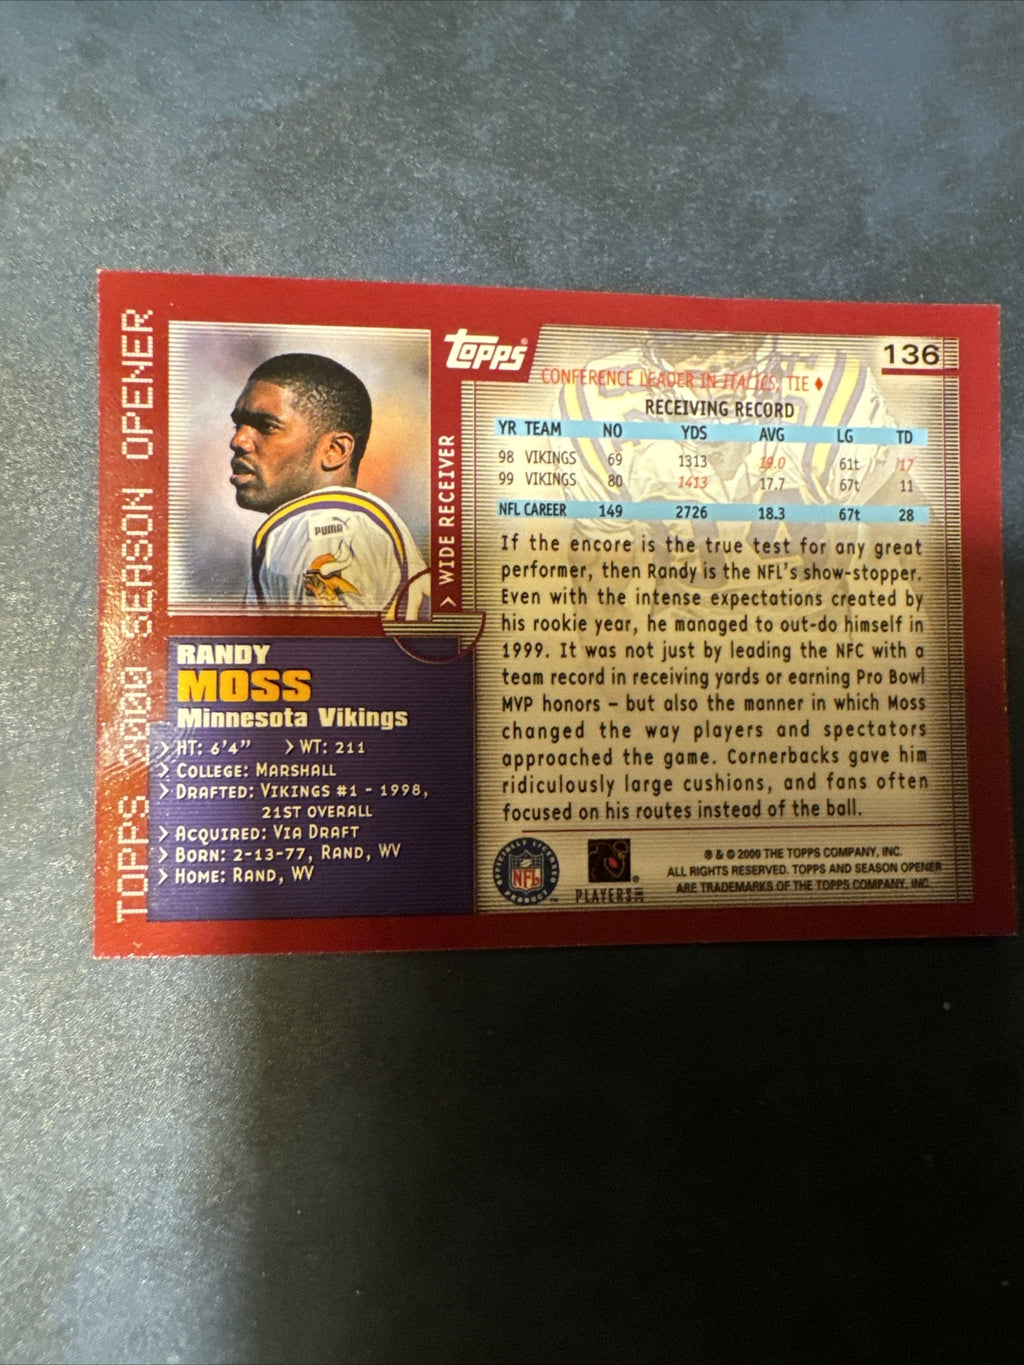 TOPPS 2000 SEASON OPENER
PUMA
RANDY
MOSS
Minnesota Vikings
> HT: 6'4" > WT: 211
> COLLEGE: MARSHALL
> DRAFTED: VIKINGS #1 - 1998,
21ST OVERALL
> ACQUIRED: VIA DRAFT
> BORN: 2-13-77, RAND, WV
> HOME: RAND, WV
> WIDE RECEIVER
Topps®
136
CONFERENCE LEADER IN ITALICS, TIE ♦
RECEIVING RECORD
YR TEAM NO YDS AVG LG TD
98 VIKINGS 69 1313 19.0 61t 17
99 VIKINGS 80 1413 17.7 67t 11
NFL CAREER 149 2726 18.3 67t 28
If the encore is the true test for any great
performer, then Randy is the NFL's show-stopper.
Even with the intense expectations created by
his rookie year, he managed to out-do himself in
1999. It was not just by leading the NFC with a
team record in receiving yards or earning Pro Bowl
MVP honors – but also the manner in which Moss
changed the way players and spectators
approached the game. Cornerbacks gave him
ridiculously large cushions, and fans often
focused on his routes instead of the ball.
OFFICIALLY LICENSED
NFL
PRODUCT
™
®
PLAYERS INC
® & © 2000 THE TOPPS COMPANY, INC.
ALL RIGHTS RESERVED. TOPPS AND SEASON OPENER
ARE TRADEMARKS OF THE TOPPS COMPANY, INC.